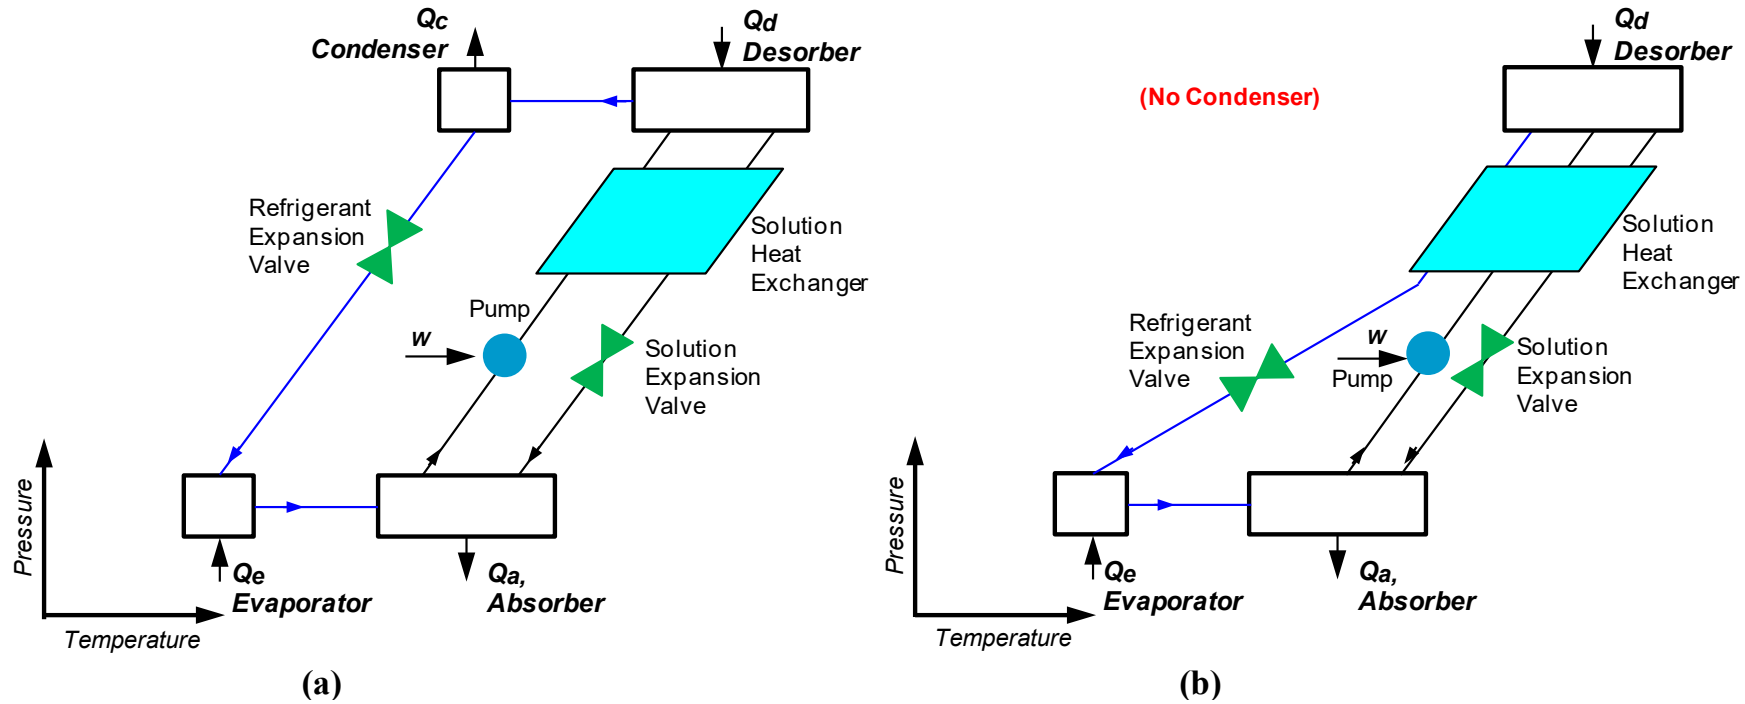 Qc
Condenser
Qd
Desorber
Refrigerant
Expansion
Valve
Solution
Heat
Exchanger
Pump
W
Solution
Expansion
Valve
Pressure
Qe
Evaporator
Qa,
Absorber
Temperature
(a)
Qd
Desorber
(No Condenser)
Solution
Heat
Exchanger
Refrigerant
Expansion
Valve
W
Pump
Solution
Expansion
Valve
Pressure
Qe
Evaporator
Qa,
Absorber
Temperature
(b)